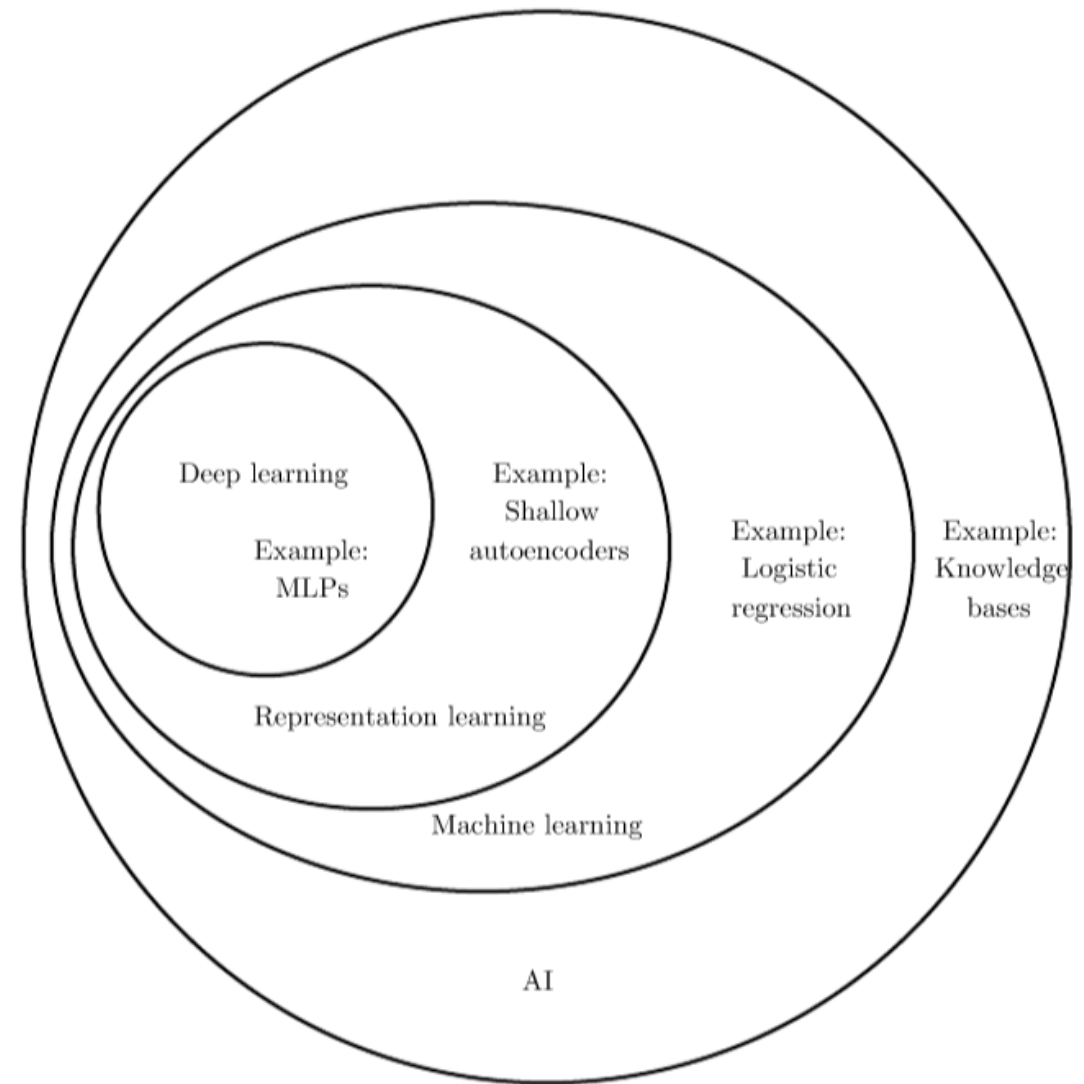 Deep learning
Example:
MLPs
Example:
Shallow
autoencoders
Example:
Logistic
regression
Example:
Knowledge
bases
Representation learning
Machine learning
AI